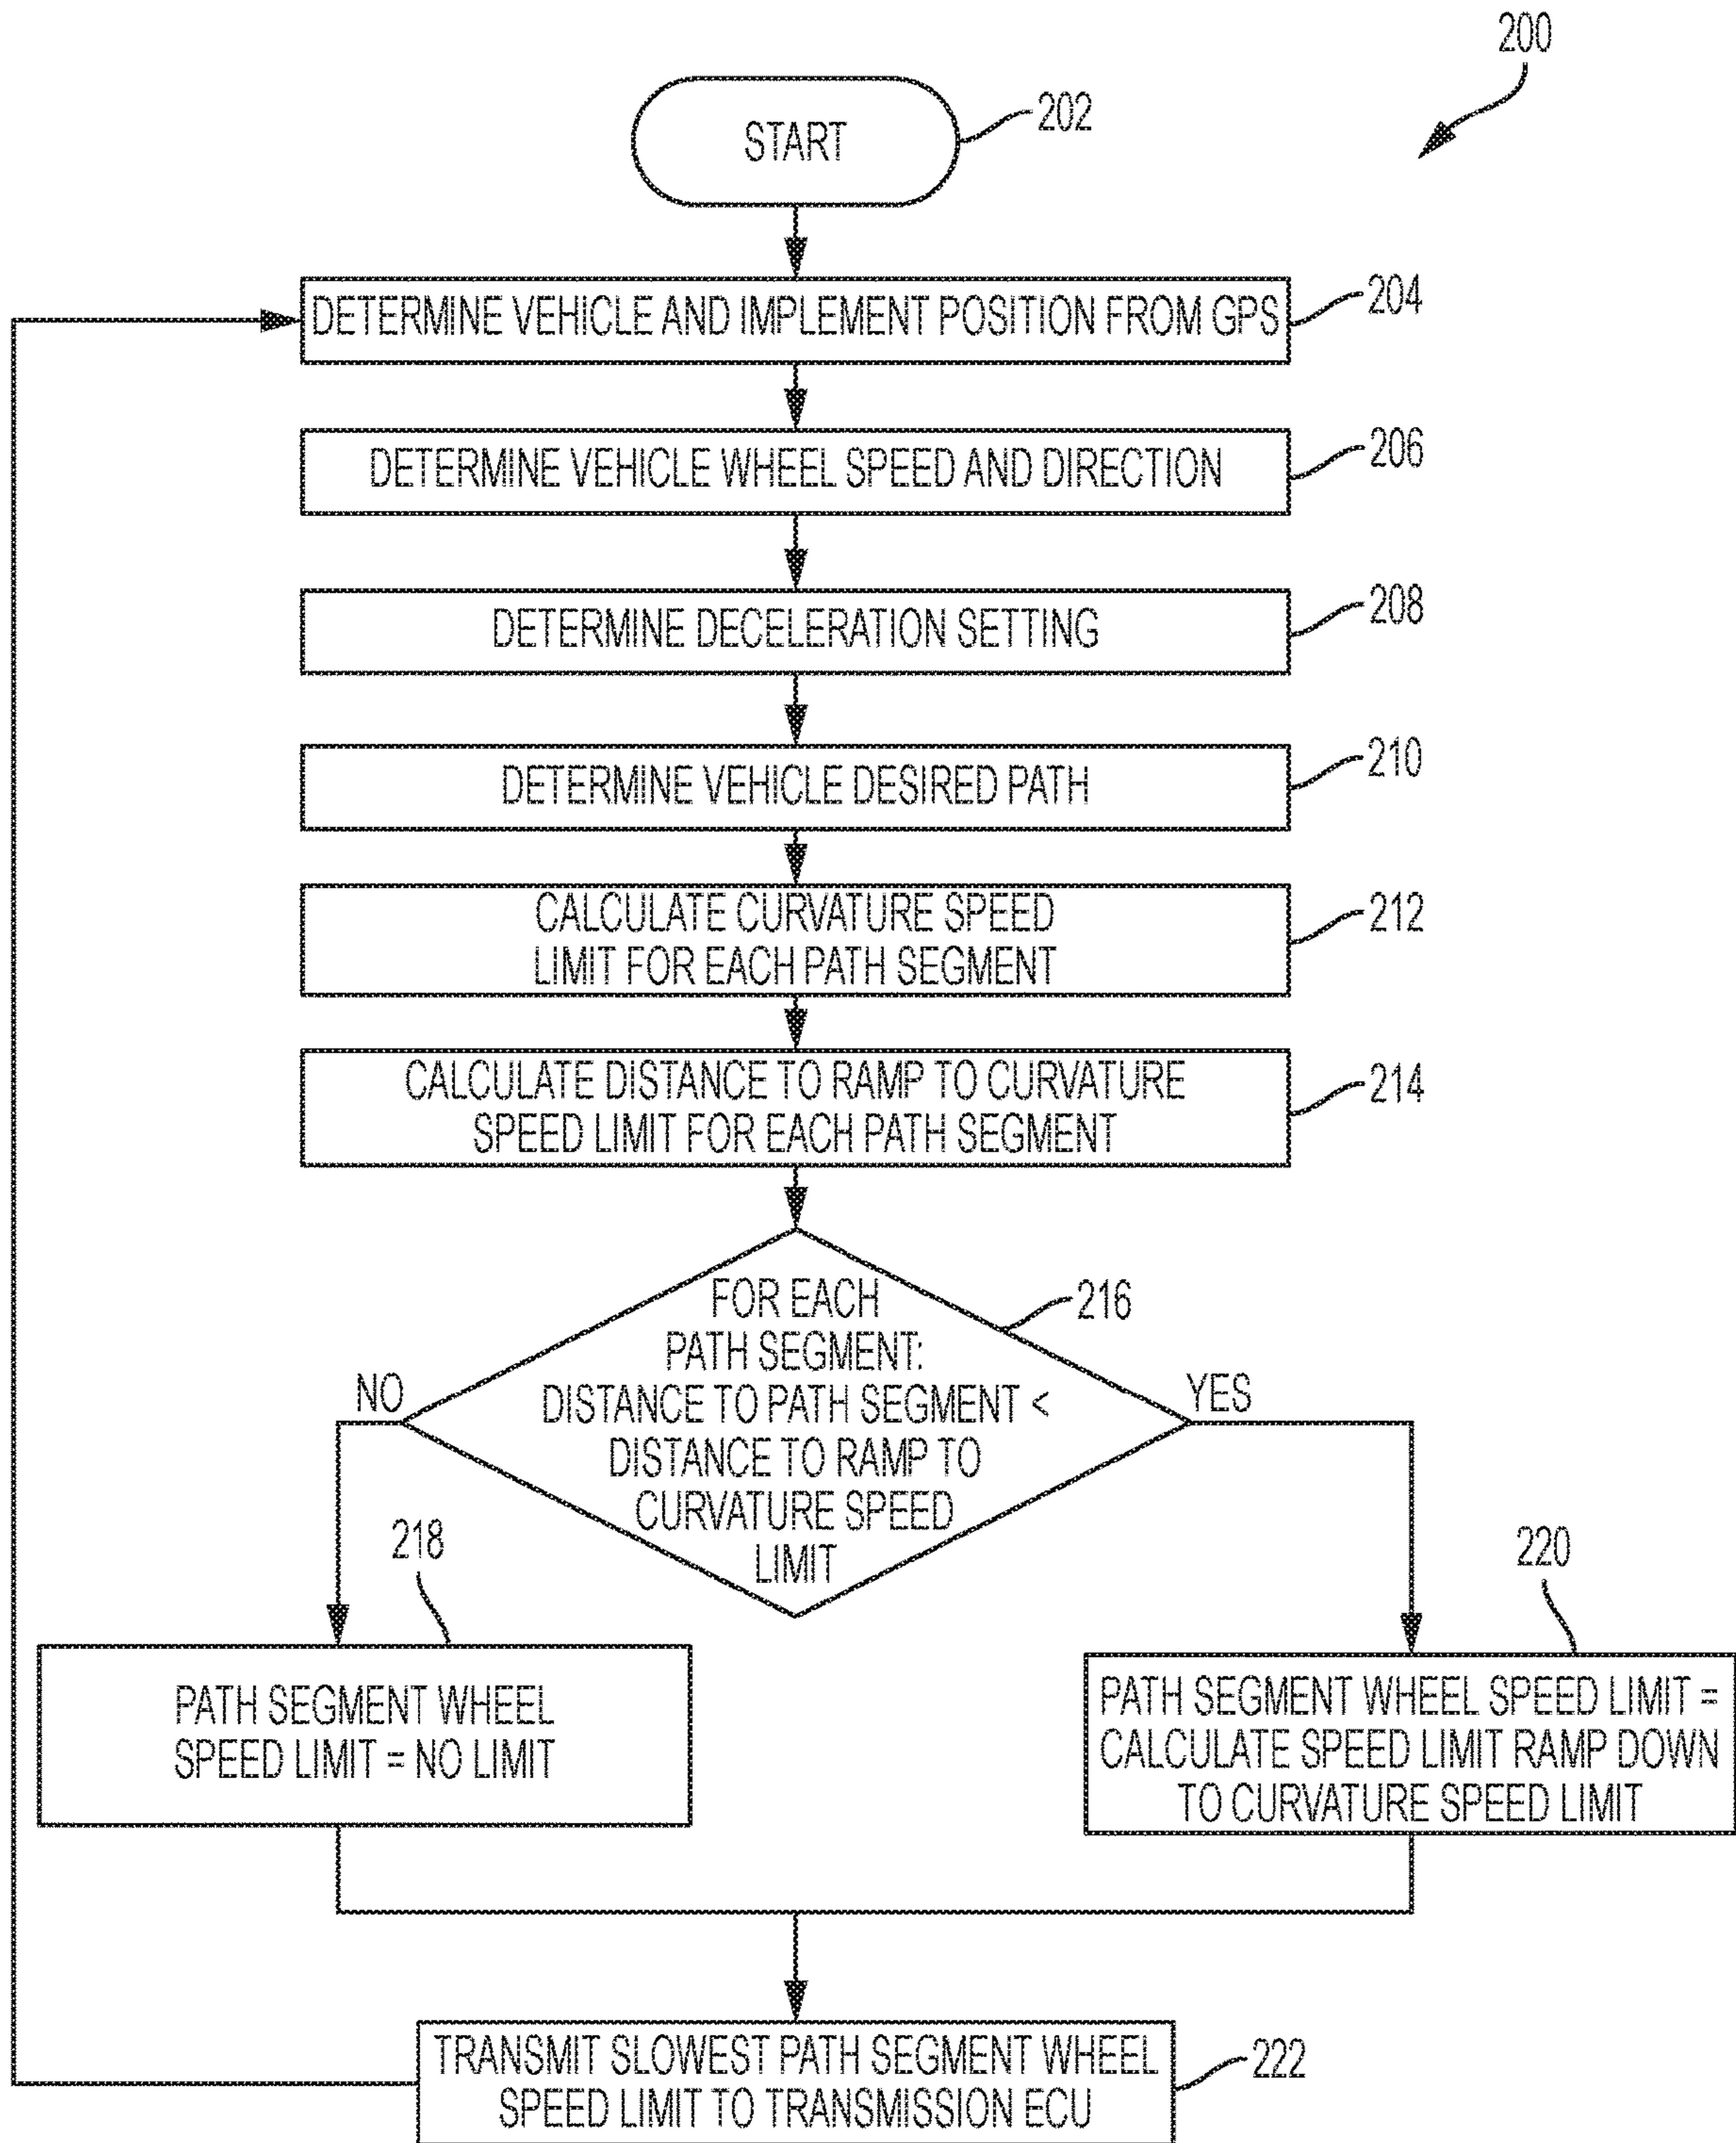 200
START
202
DETERMINE VEHICLE AND IMPLEMENT POSITION FROM GPS
204
DETERMINE VEHICLE WHEEL SPEED AND DIRECTION
206
DETERMINE DECELERATION SETTING
208
DETERMINE VEHICLE DESIRED PATH
210
CALCULATE CURVATURE SPEED
LIMIT FOR EACH PATH SEGMENT
212
CALCULATE DISTANCE TO RAMP TO CURVATURE
SPEED LIMIT FOR EACH PATH SEGMENT
214
FOR EACH
PATH SEGMENT:
DISTANCE TO PATH SEGMENT <
DISTANCE TO RAMP TO
CURVATURE SPEED
LIMIT
216
NO
YES
218
PATH SEGMENT WHEEL
SPEED LIMIT = NO LIMIT
220
PATH SEGMENT WHEEL SPEED LIMIT =
CALCULATE SPEED LIMIT RAMP DOWN
TO CURVATURE SPEED LIMIT
TRANSMIT SLOWEST PATH SEGMENT WHEEL
SPEED LIMIT TO TRANSMISSION ECU
222